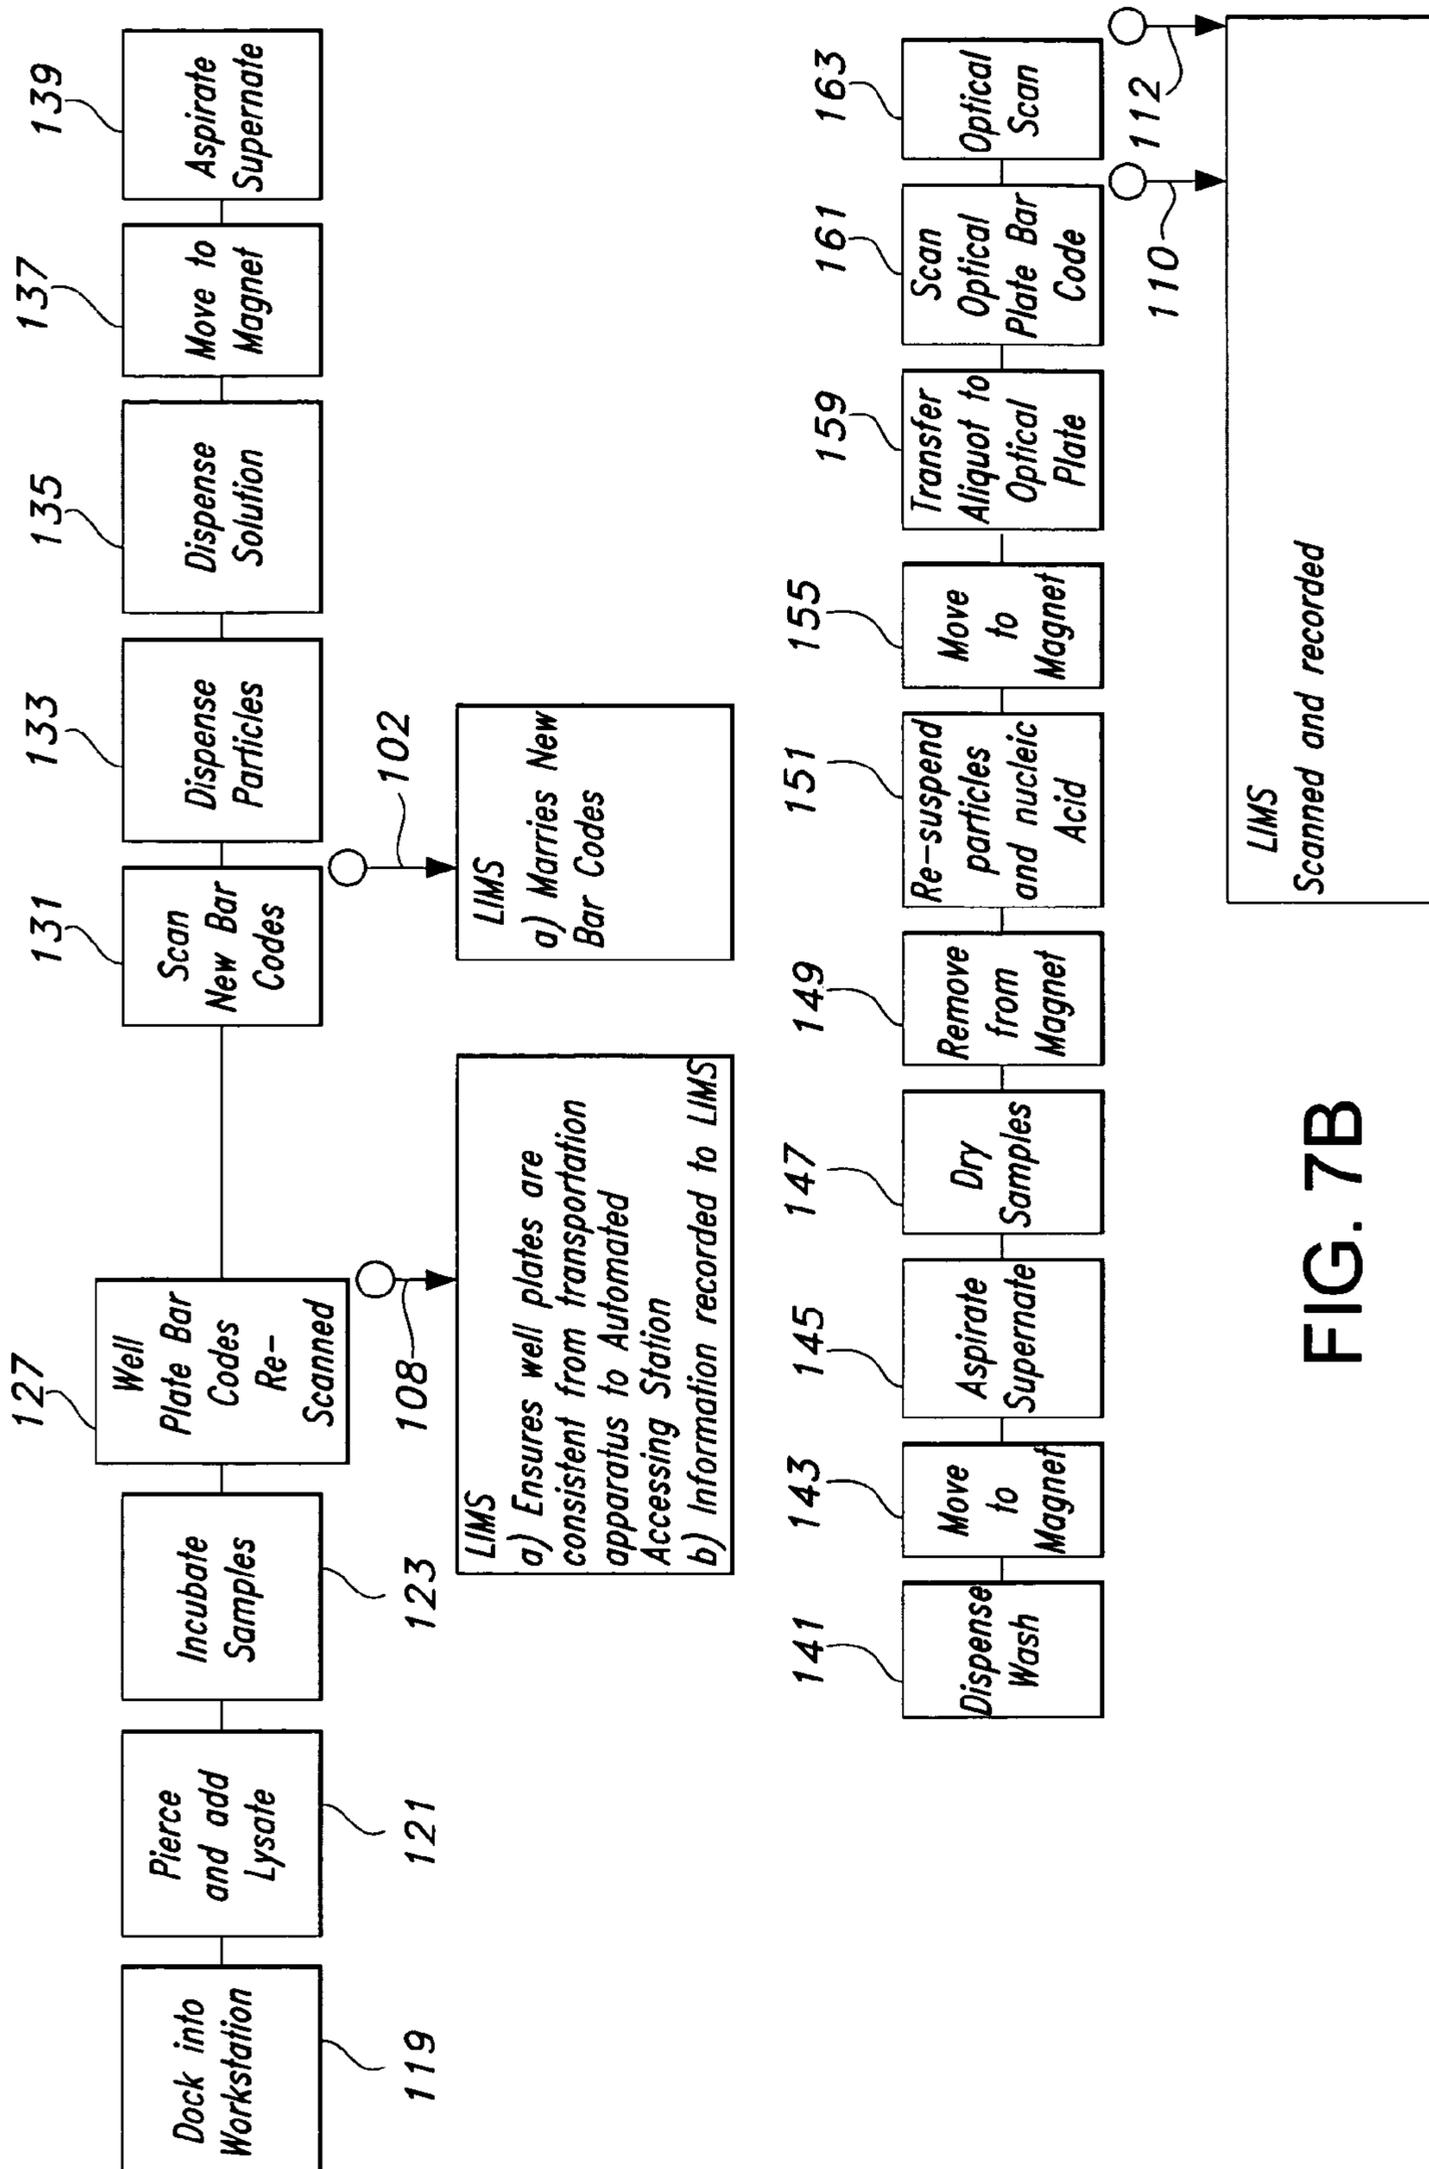 119
Dock into
Workstation
121
Pierce
and add
Lysate
123
Incubate
Samples
127
Well
Plate Bar
Codes
Re-
Scanned
108
LIMS
a) Ensures well plates are
consistent from transportation
apparatus to Automated
Accessing Station
b) Information recorded to LIMS
131
Scan
New Bar
Codes
102
LIMS
a) Marries New
Bar Codes
133
Dispense
Particles
135
Dispense
Solution
137
Move to
Magnet
139
Aspirate
Supernate
141
Dispense
Wash
143
Move
to
Magnet
145
Aspirate
Supernate
147
Dry
Samples
149
Remove
from
Magnet
151
Re-suspend
particles
and nucleic
Acid
155
Move
to
Magnet
159
Transfer
Aliquot to
Optical
Plate
161
Scan
Optical
Plate Bar
Code
163
Optical
Scan
110
112
LIMS
Scanned and recorded
FIG. 7B